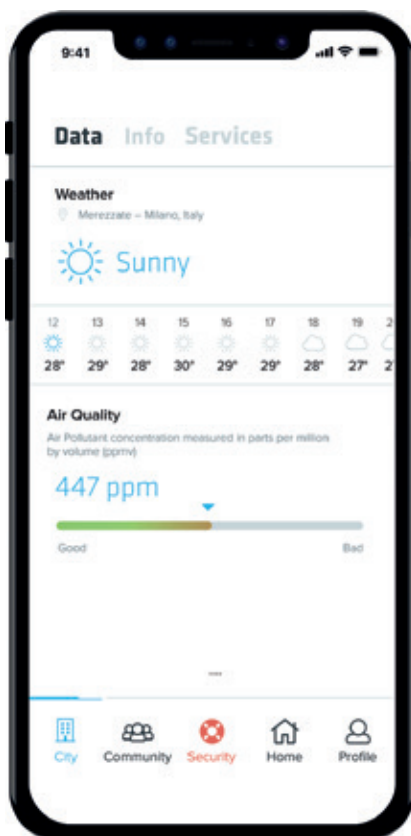 9:41
Data Info Services
Weather
Merezzate – Milano, Italy
Sunny
12 13 14 15 16 17 18 19 2
28° 29° 28° 30° 29° 29° 28° 27° 2
Air Quality
Air Pollutant concentration measured in parts per million
by volume (ppmv)
447 ppm
Good Bad
City Community Security Home Profile